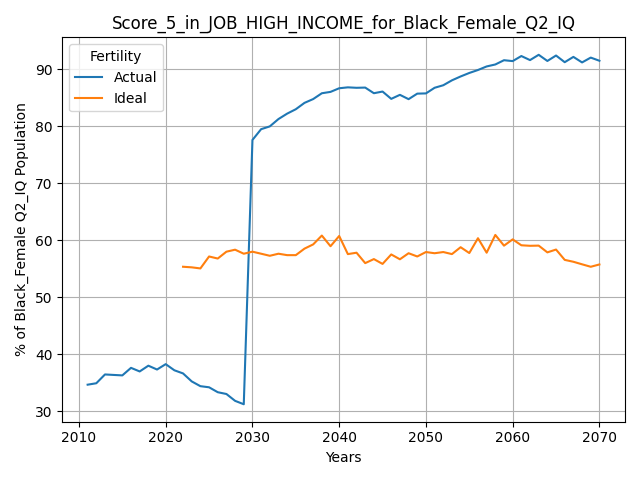 Score_5_in_JOB_HIGH_INCOME_for_Black_Female_Q2_IQ
Fertility
Actual
Ideal
% of Black_Female Q2_IQ Population
90
80
70
60
50
40
30
2010 2020 2030 2040 2050 2060 2070
Years